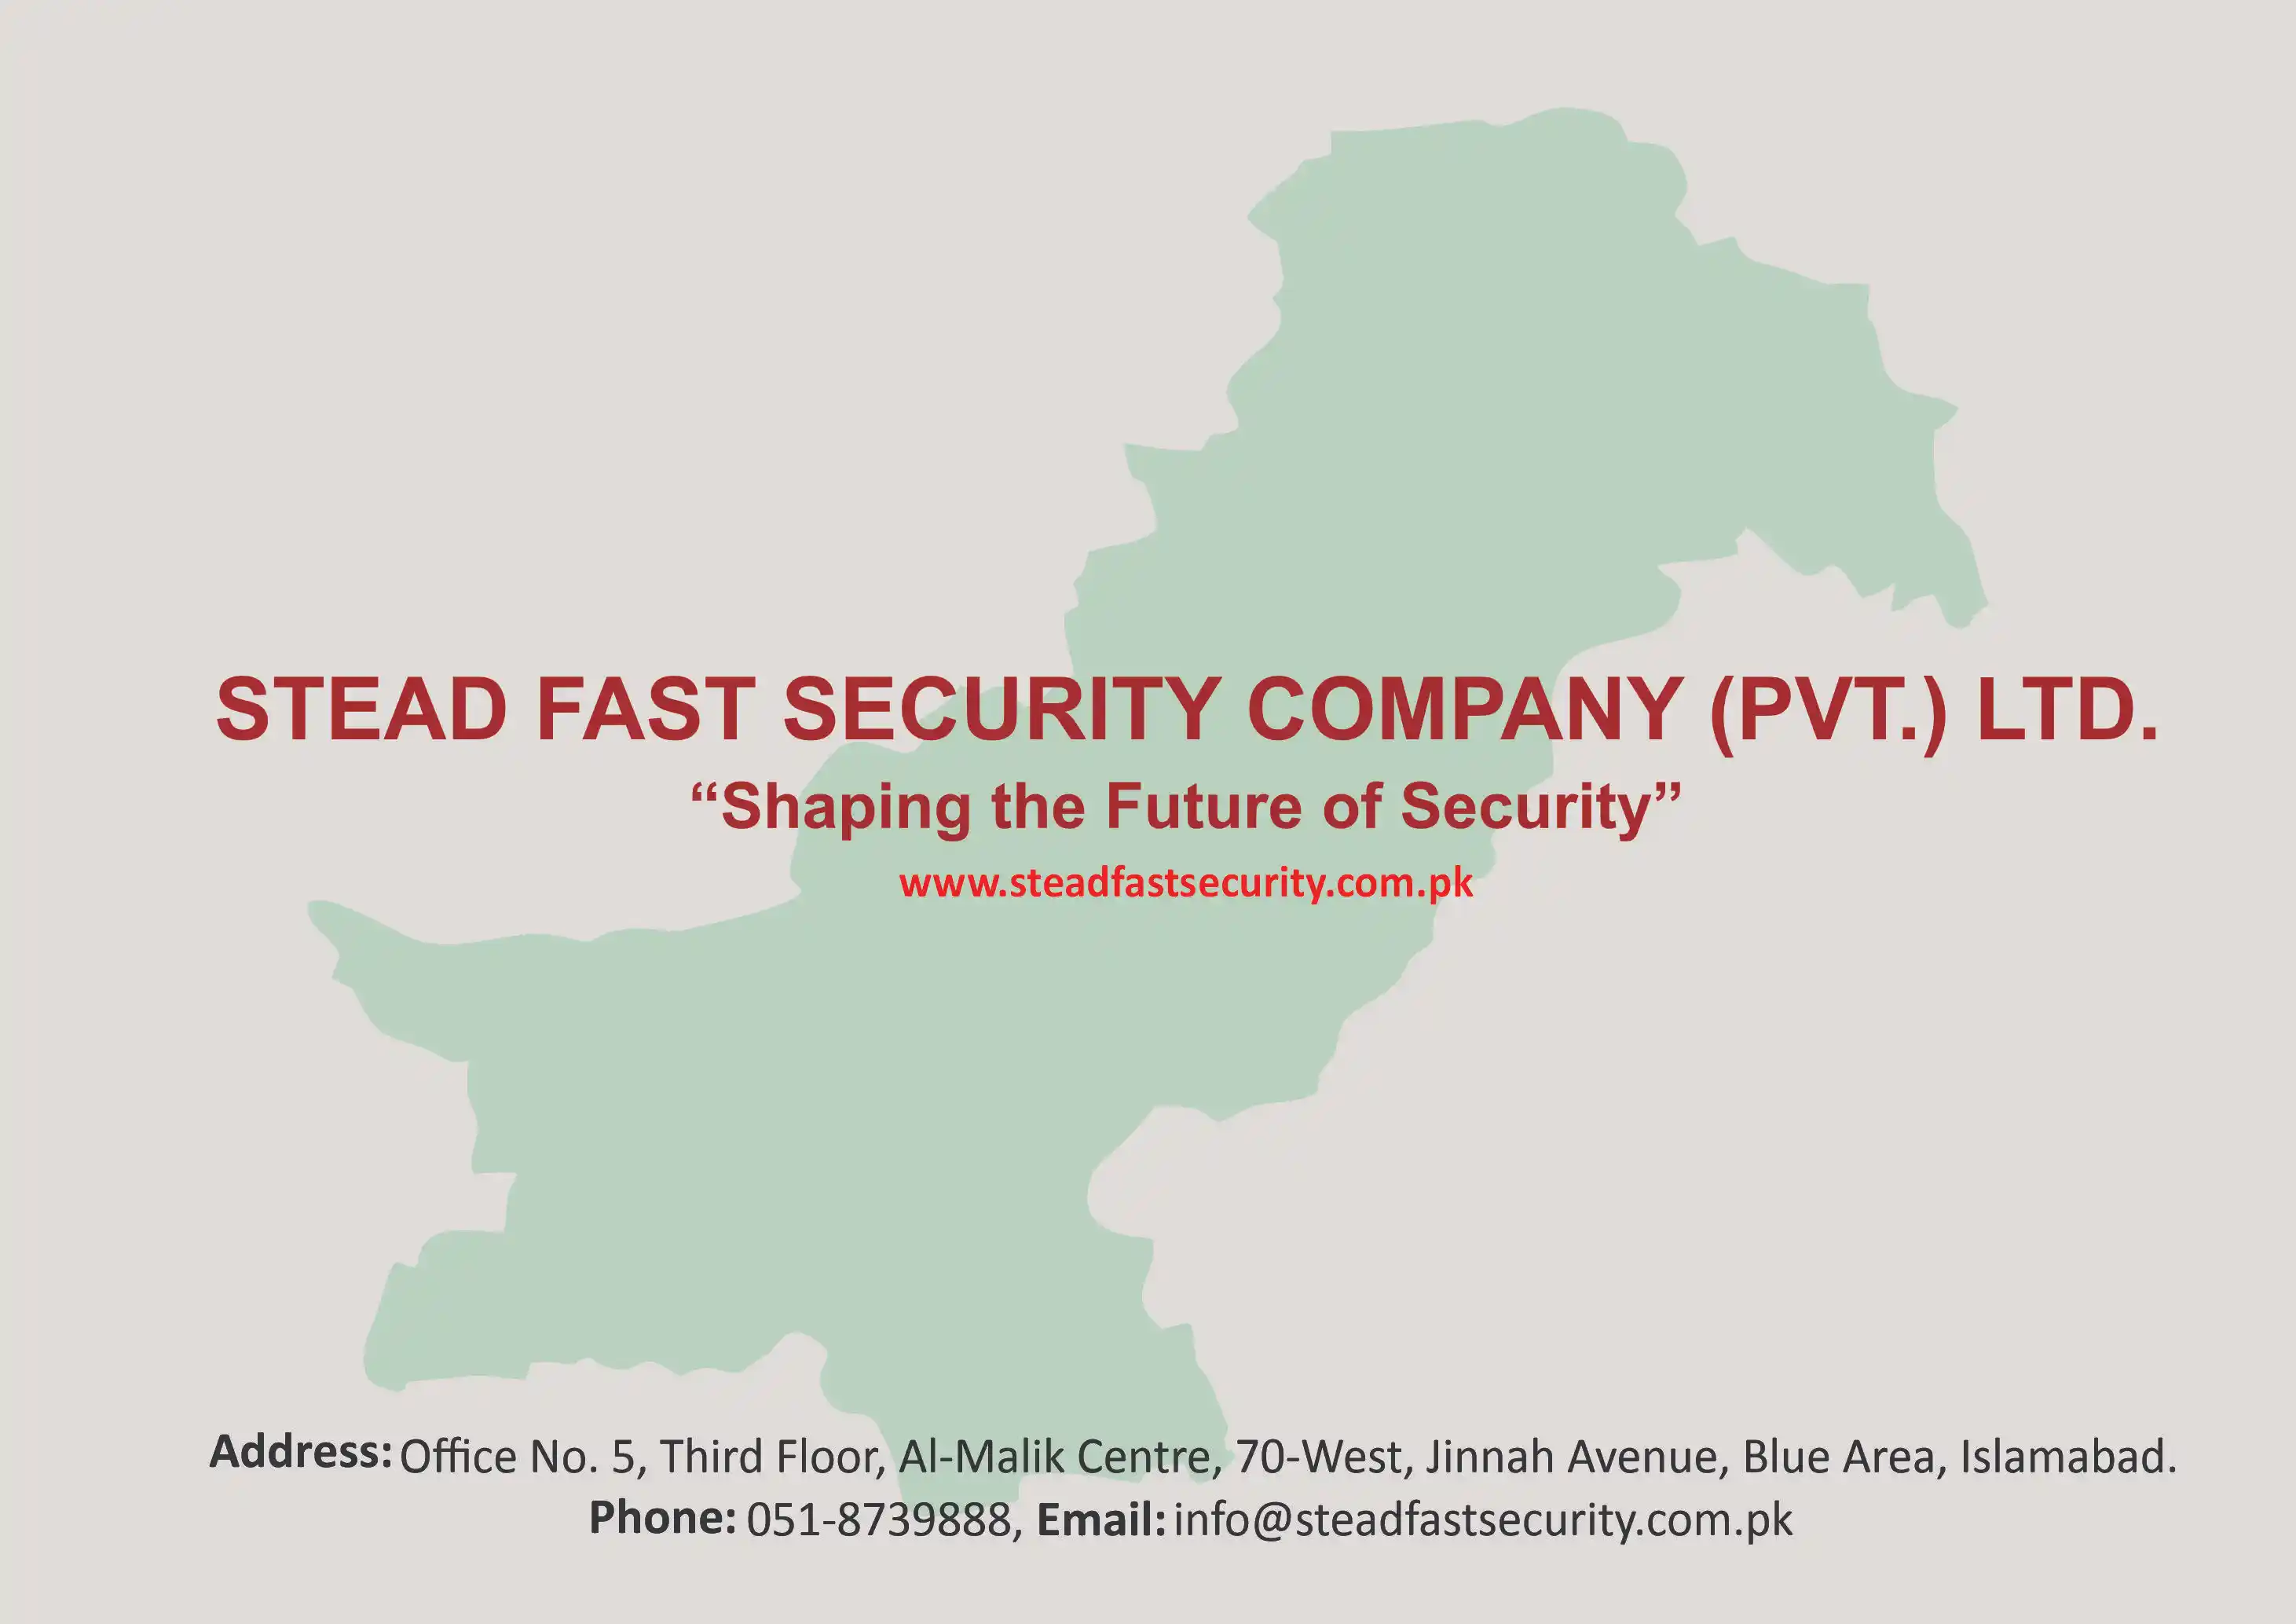 STEAD FAST SECURITY COMPANY (PVT.) LTD.
“Shaping the Future of Security”
www.steadfastsecurity.com.pk
Address: Office No. 5, Third Floor, Al-Malik Centre, 70-West, Jinnah Avenue, Blue Area, Islamabad.
Phone: 051-8739888, Email: info@steadfastsecurity.com.pk